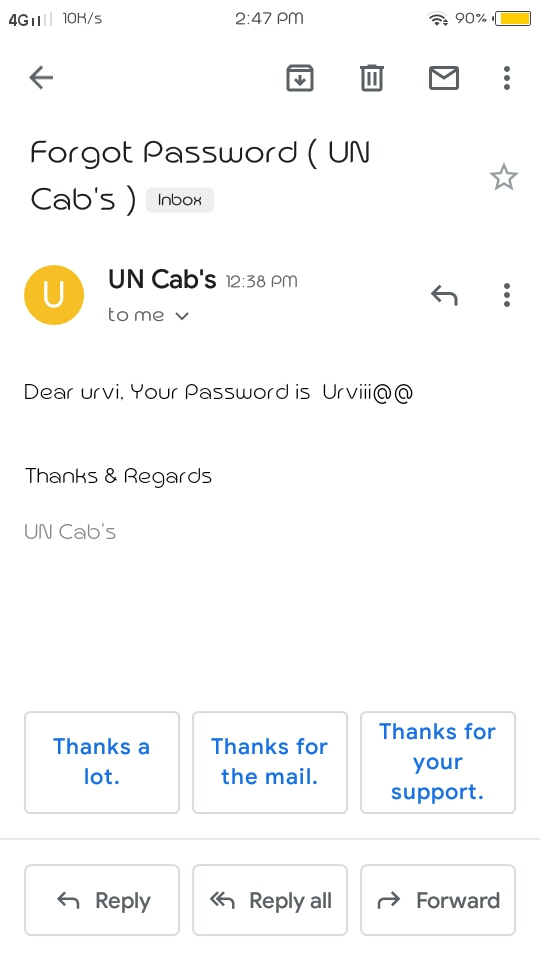 4G 10K/s 2:47 PM 90%
Forgot Password ( UN
Cab's ) Inbox
U UN Cab's 12:38 PM
to me
Dear urvi, Your Password is Urviii@@
Thanks & Regards
UN Cab's
Thanks a lot.
Thanks for the mail.
Thanks for your support.
Reply Reply all Forward